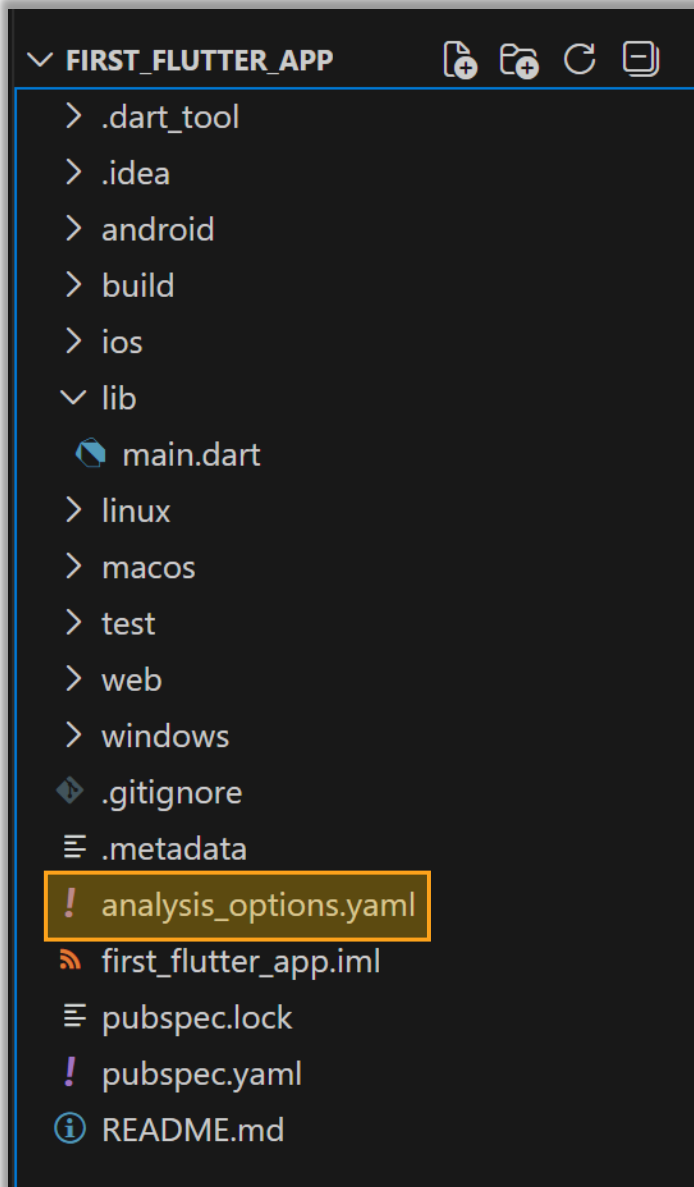 FIRST_FLUTTER_APP
.dart_tool
.idea
android
build
ios
lib
main.dart
linux
macos
test
web
windows
.gitignore
.metadata
analysis_options.yaml
first_flutter_app.iml
pubspec.lock
pubspec.yaml
README.md